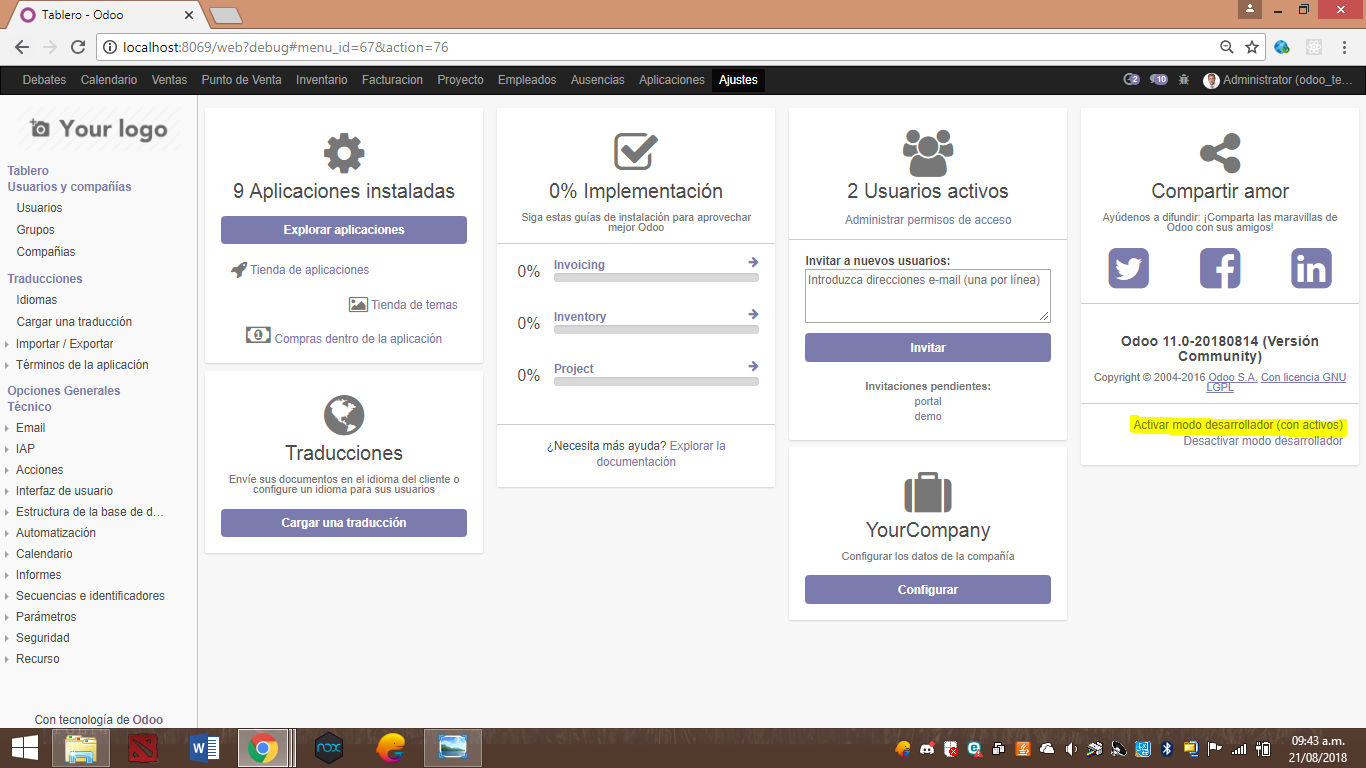 Tablero - Odoo
localhost:8069/web?debug#menu_id=67&action=76
Debates Calendario Ventas Punto de Venta Inventario Facturacion Proyecto Empleados Ausencias Aplicaciones Ajustes
2 10 Administrator (odoo_te...
Your logo
Tablero
Usuarios y compañías
Usuarios
Grupos
Compañias
Traducciones
Idiomas
Cargar una traducción
Importar / Exportar
Términos de la aplicación
Opciones Generales
Técnico
Email
IAP
Acciones
Interfaz de usuario
Estructura de la base de d...
Automatización
Calendario
Informes
Secuencias e identificadores
Parámetros
Seguridad
Recurso
Con tecnología de Odoo
9 Aplicaciones instaladas
Explorar aplicaciones
Tienda de aplicaciones
Tienda de temas
Compras dentro de la aplicación
Traducciones
Envíe sus documentos en el idioma del cliente o
configure un idioma para sus usuarios
Cargar una traducción
0% Implementación
Siga estas guías de instalación para aprovechar
mejor Odoo
0% Invoicing
0% Inventory
0% Project
¿Necesita más ayuda? Explorar la
documentación
2 Usuarios activos
Administrar permisos de acceso
Invitar a nuevos usuarios:
Introduzca direcciones e-mail (una por línea)
Invitar
Invitaciones pendientes:
portal
demo
YourCompany
Configurar los datos de la compañía
Configurar
Compartir amor
Ayúdenos a difundir: ¡Comparta las maravillas de
Odoo con sus amigos!
Odoo 11.0-20180814 (Versión
Community)
Copyright © 2004-2016 Odoo S.A. Con licencia GNU
LGPL
Activar modo desarrollador (con activos)
Desactivar modo desarrollador
nox
09:43 a.m.
21/08/2018